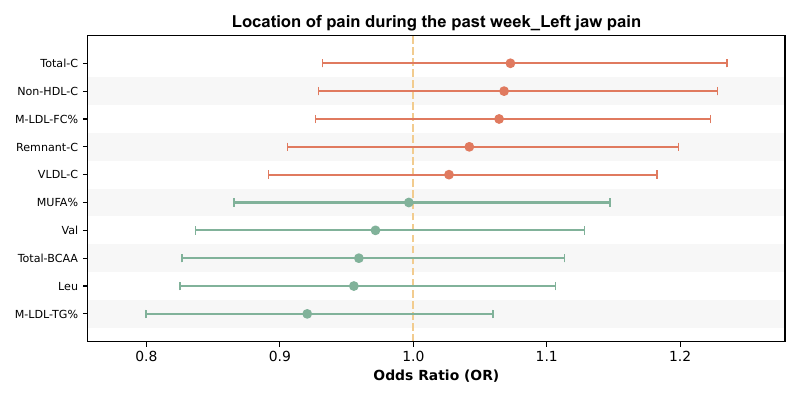 Location of pain during the past week_Left jaw pain
Total-C
Non-HDL-C
M-LDL-FC%
Remnant-C
VLDL-C
MUFA%
Val
Total-BCAA
Leu
M-LDL-TG%
0.8 0.9 1.0 1.1 1.2
Odds Ratio (OR)